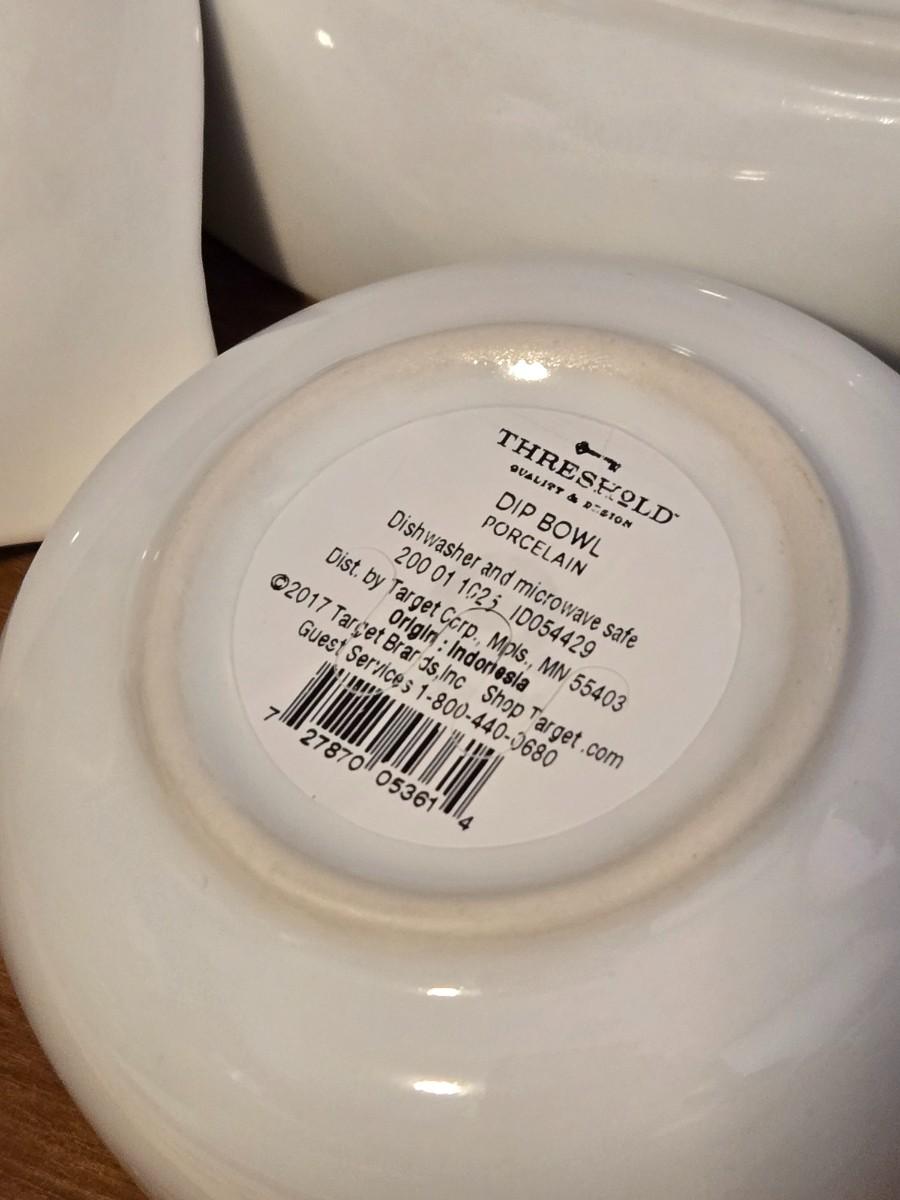 THRESHOLD™
QUALITY & DESIGN
DIP BOWL
PORCELAIN
Dishwasher and microwave safe
200 01 1025 ID054429
Dist. by Target Corp., Mpls., MN 55403
Origin : Indonesia
©2017 Target Brands,Inc Shop Target.com
Guest Services 1-800-440-0680
7 27870 05361 4